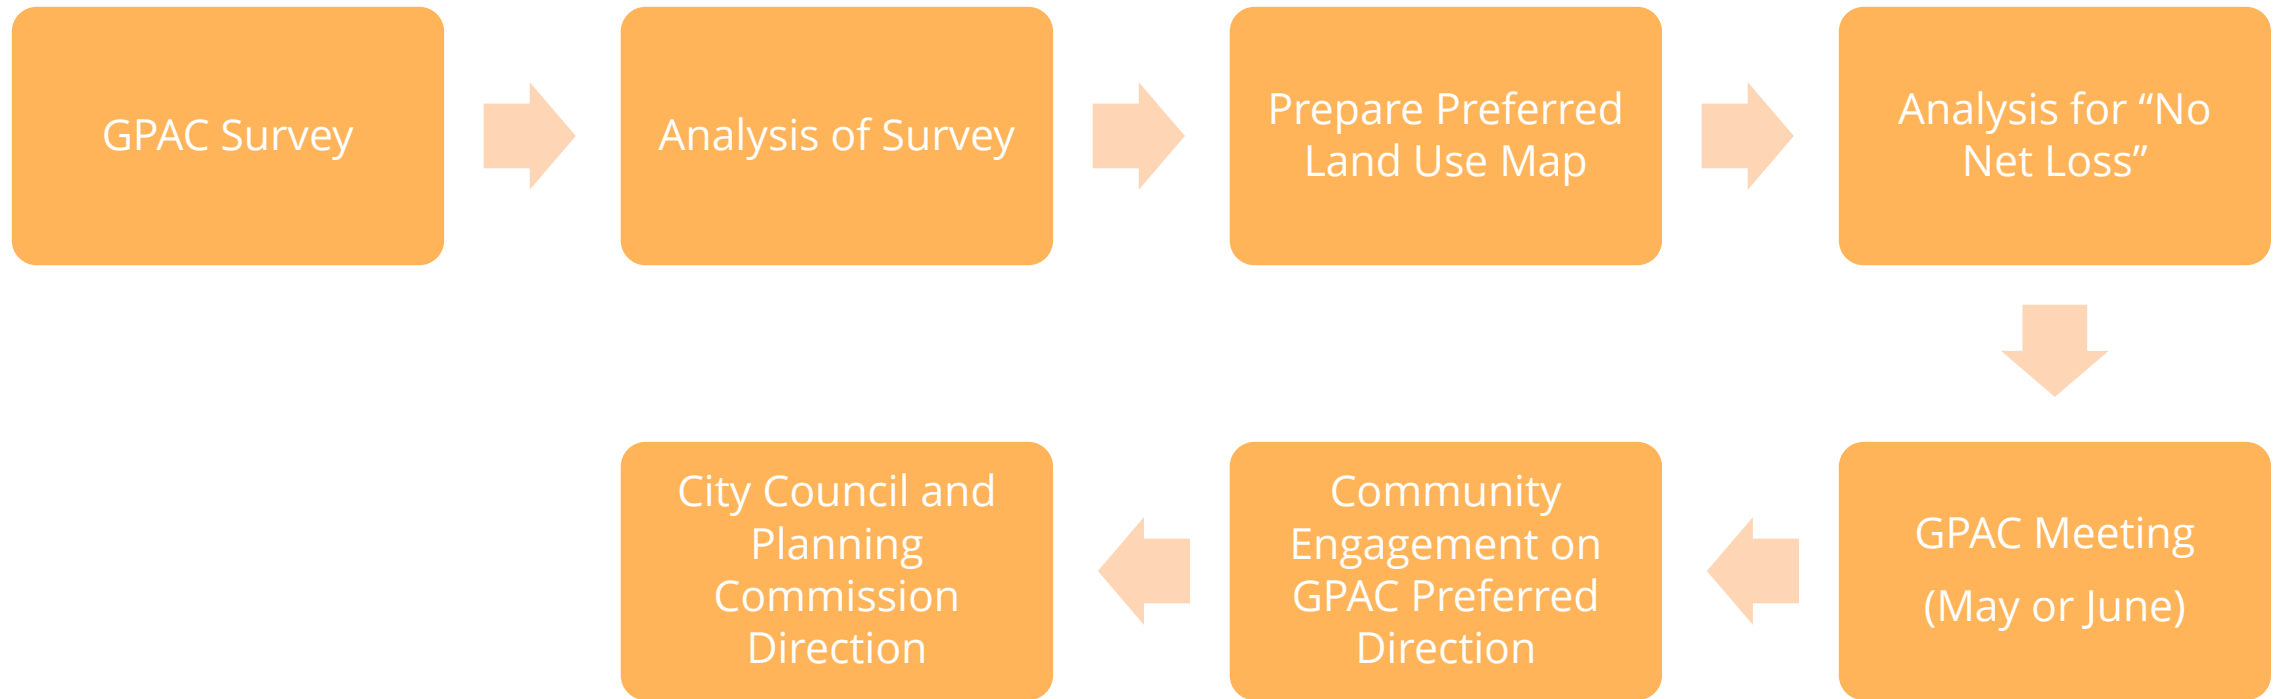 GPAC Survey
Analysis of Survey
Prepare Preferred
Land Use Map
Analysis for “No
Net Loss”
GPAC Meeting
(May or June)
Community
Engagement on
GPAC Preferred
Direction
City Council and
Planning
Commission
Direction